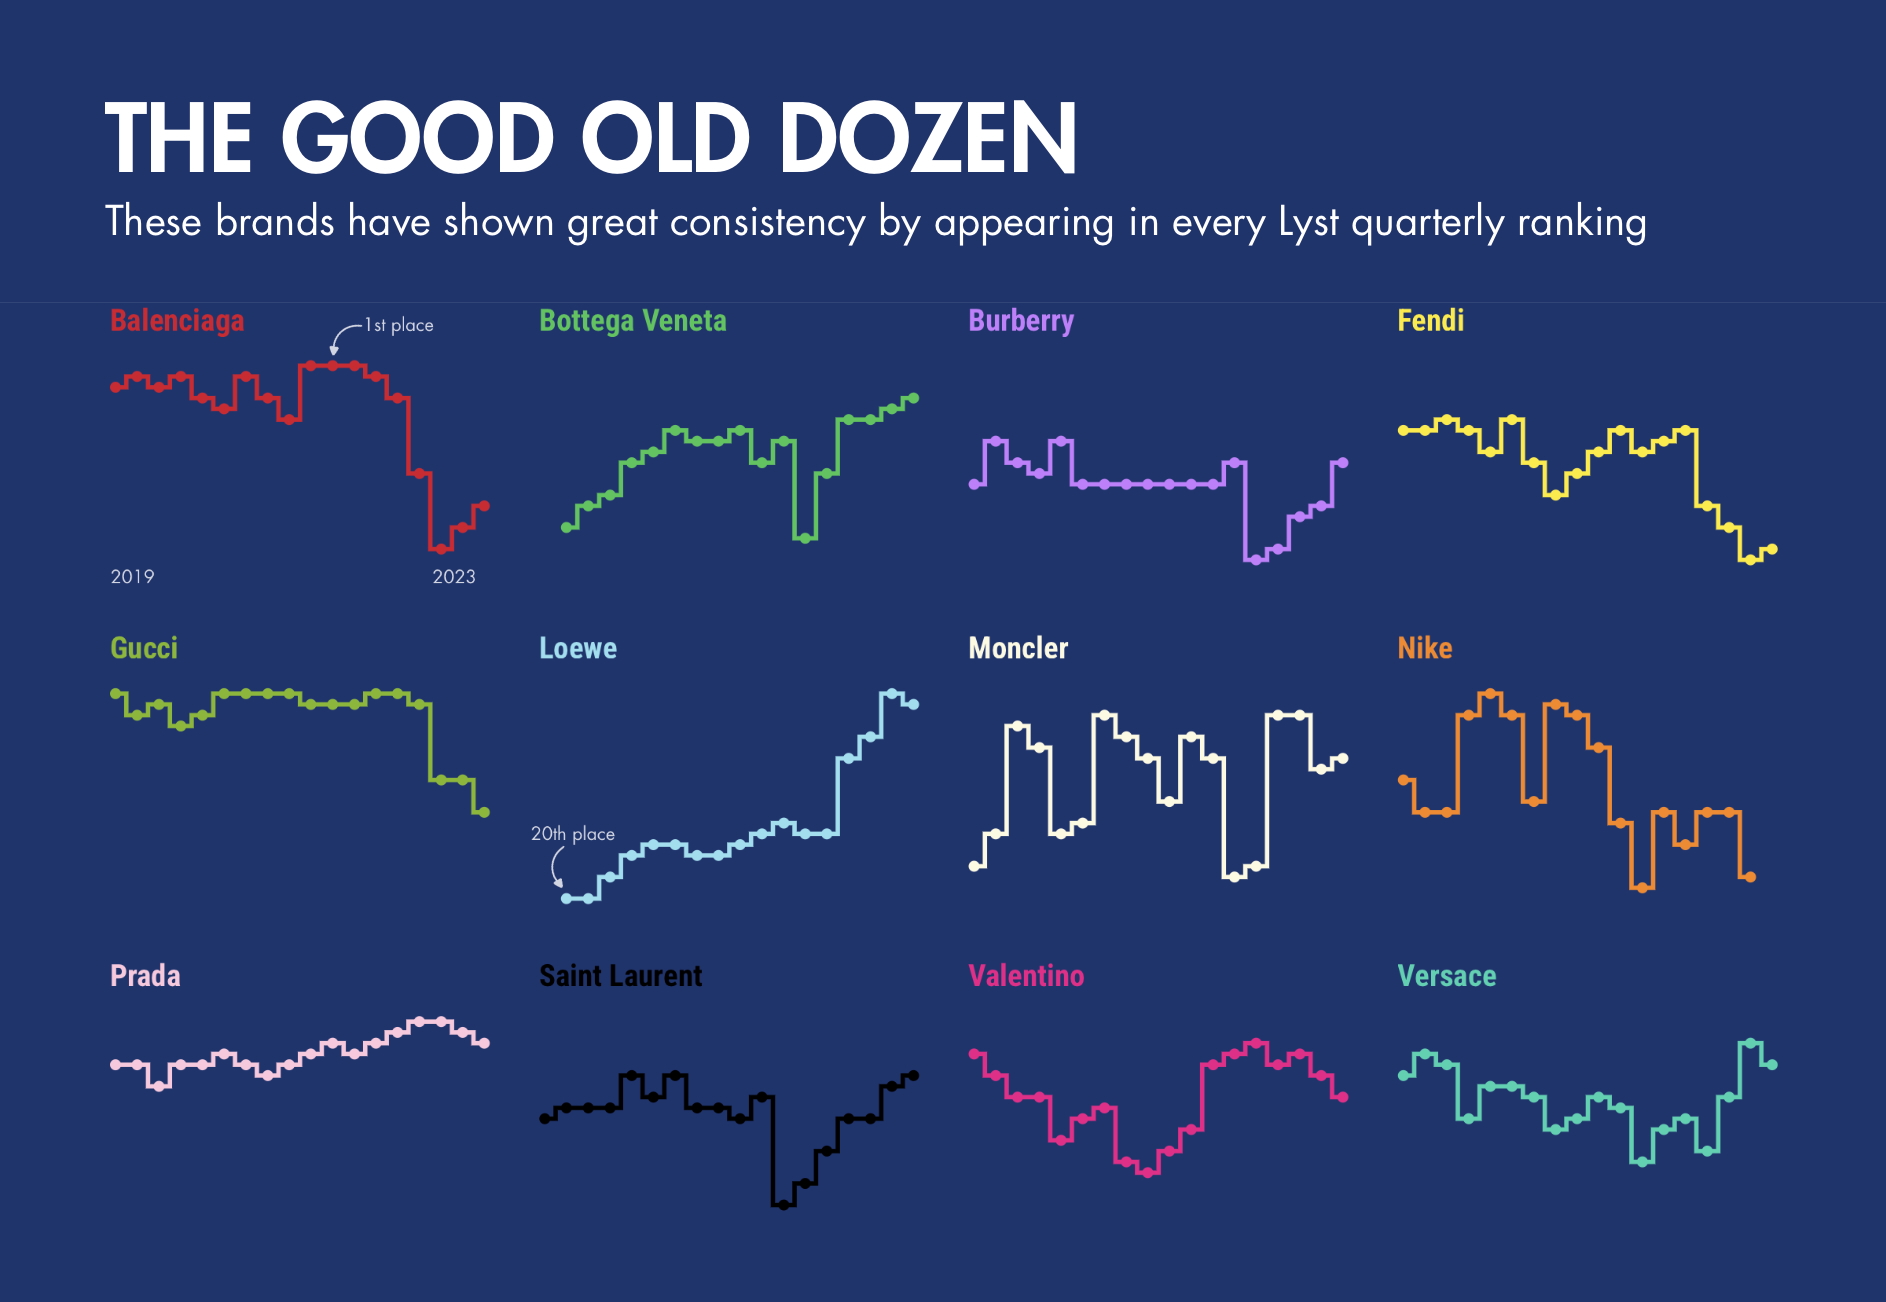 THE GOOD OLD DOZEN
These brands have shown great consistency by appearing in every Lyst quarterly ranking
Balenciaga
1st place
Bottega Veneta
Burberry
Fendi
2019
2023
Gucci
Loewe
Moncler
Nike
20th place
Prada
Saint Laurent
Valentino
Versace